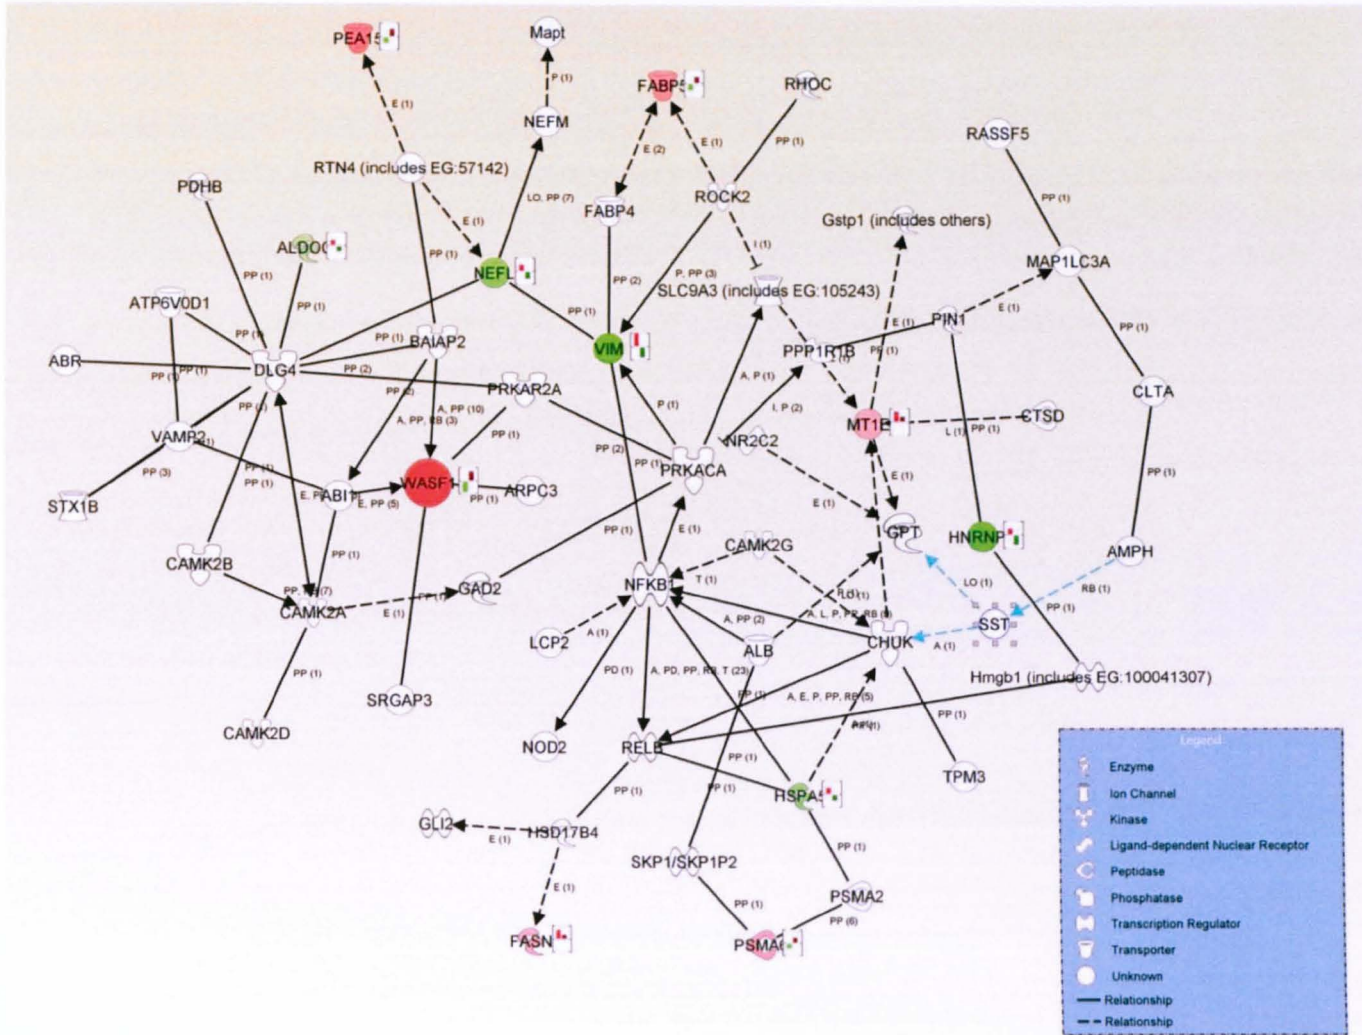 PEA15
Mapt
P (1)
FABP5
RHOC
E (1)
NEFM
RASSF5
E (2)
E (1)
PP (1)
RTN4 (includes EG:57142)
PDHB
LO, PP (7)
FABP4
ROCK2
PP (1)
Gstp1 (includes others)
E (1)
ALDOC
PP (1)
I (1)
MAP1LC3A
NEFL
P, PP (3)
PP (1)
PP (2)
SLC9A3 (includes EG:105243)
ATP6V0D1
PP (1)
PP (1)
E (1)
PIN1
E (1)
PP (1)
PP (1)
BAIAP2
VIM
PPP1R1B
PP (1)
ABR
DLG4
PP (2)
PP (1)
PRKAR2A
A, P (1)
CLTA
PP (1)
P (1)
I, P (2)
A, PP (10)
CTSD
VAMP2
A, PP, RB (3)
PP (1)
MT1E
L (1)
PP (1)
NR2C2
PP (3)
PP (2)
PP (1)
PRKACA
PP (1)
PP (1)
E (1)
WASF1
ARPC3
PP (1)
STX1B
ABI1
E, PP (5)
E (1)
GPT
HNRNP
PP (1)
CAMK2G
AMPH
CAMK2B
PP (1)
E (1)
NFKB1
T (1)
LO (1)
RB (1)
CAMK2A
E (1)
GAD2
PP (1)
SST
LCP2
A (1)
A, PP (2)
ALB
CHUK
A (1)
PP (1)
PD (1)
A, PD, PP, RB, T (23)
Hmgb1 (includes EG:100041307)
SRGAP3
PP (1)
A, E, P, PP, RB (5)
PP (1)
CAMK2D
NOD2
RELB
PP (1)
TPM3
PP (1)
PP (1)
HSPA5
GLI2
E (1)
HSD17B4
SKP1/SKP1P2
PP (1)
E (1)
PP (1)
PSMA2
PP (6)
FASN
PSMA6
Legend
Enzyme
Ion Channel
Kinase
Ligand-dependent Nuclear Receptor
Peptidase
Phosphatase
Transcription Regulator
Transporter
Unknown
Relationship
Relationship